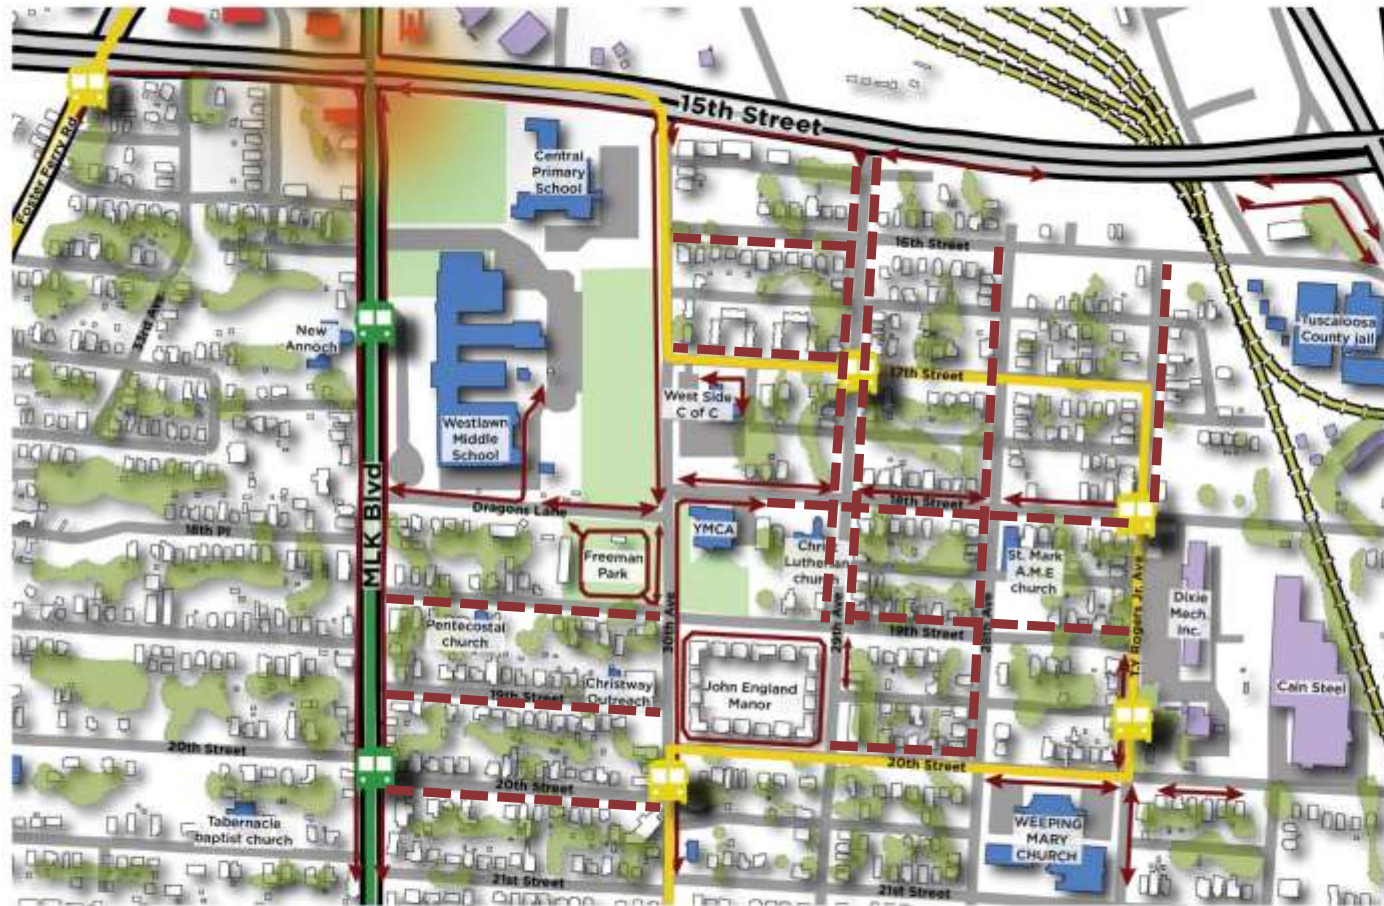 15th Street
Foster Ferry Rd
Central
Primary
School
16th Street
33rd Ave
New
Annoch
Tuscaloosa
County jail
17th Street
West Side
C of C
Westlawn
Middle
School
MLK Blvd
Dragons Lane
18th Street
18th Pl
YMCA
Christ
Lutheran
church
St. Mark
A.M.E
church
Freeman
Park
Dixie
Mech
Inc.
30th Ave
29th Ave
28th Ave
T.Y Rogers Jr. Ave
Pentecostal
church
19th Street
John England
Manor
Christway
Outreach
19th Street
Cain Steel
20th Street
20th Street
20th Street
Tabernacle
baptist church
WEEPING
MARY
CHURCH
21st Street
21st Street